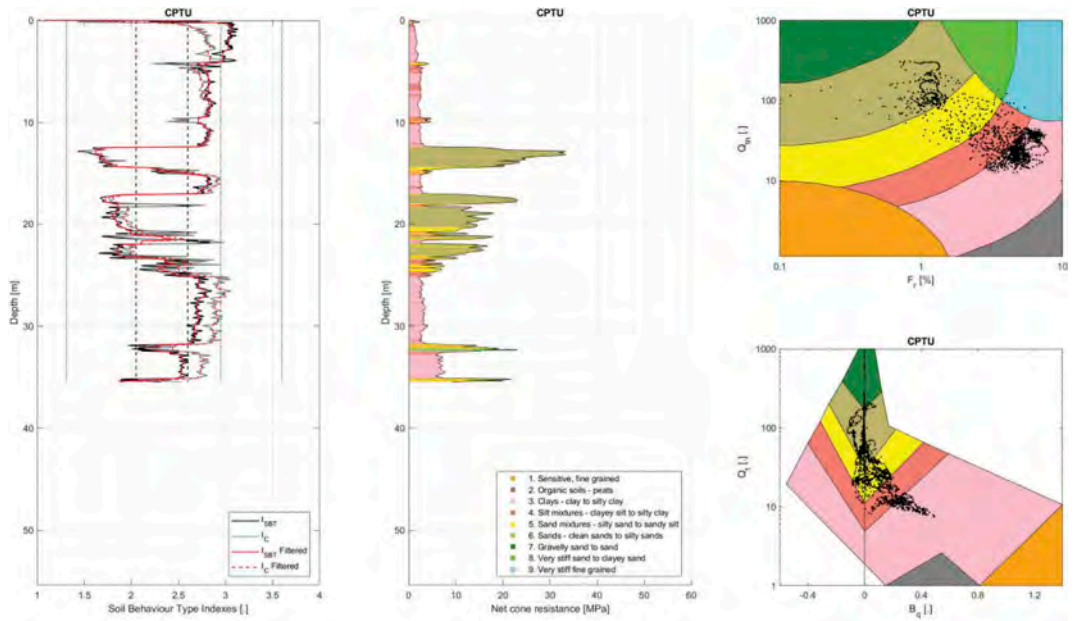 CPTU
0
10
20
30
40
50
Depth [m]
1
1.5
2
2.5
3
3.5
4
Soil Behaviour Type Indexes [.]
I_SBT
I_C
I_SBT Filtered
I_C Filtered
CPTU
0
10
20
30
40
50
Depth [m]
0
10
20
30
40
50
60
Net cone resistance [MPa]
1. Sensitive, fine grained
2. Organic soils - peats
3. Clays - clay to silty clay
4. Silt mixtures - clayey silt to silty clay
5. Sand mixtures - silty sand to sandy silt
6. Sands - clean sands to silty sands
7. Gravelly sand to sand
8. Very stiff sand to clayey sand
9. Very stiff fine grained
CPTU
1000
100
10
Q_tn [.]
0.1
1
10
F_r [%]
CPTU
1000
100
10
1
Q_t [.]
-0.4
0
0.4
0.8
1.2
B_q [.]